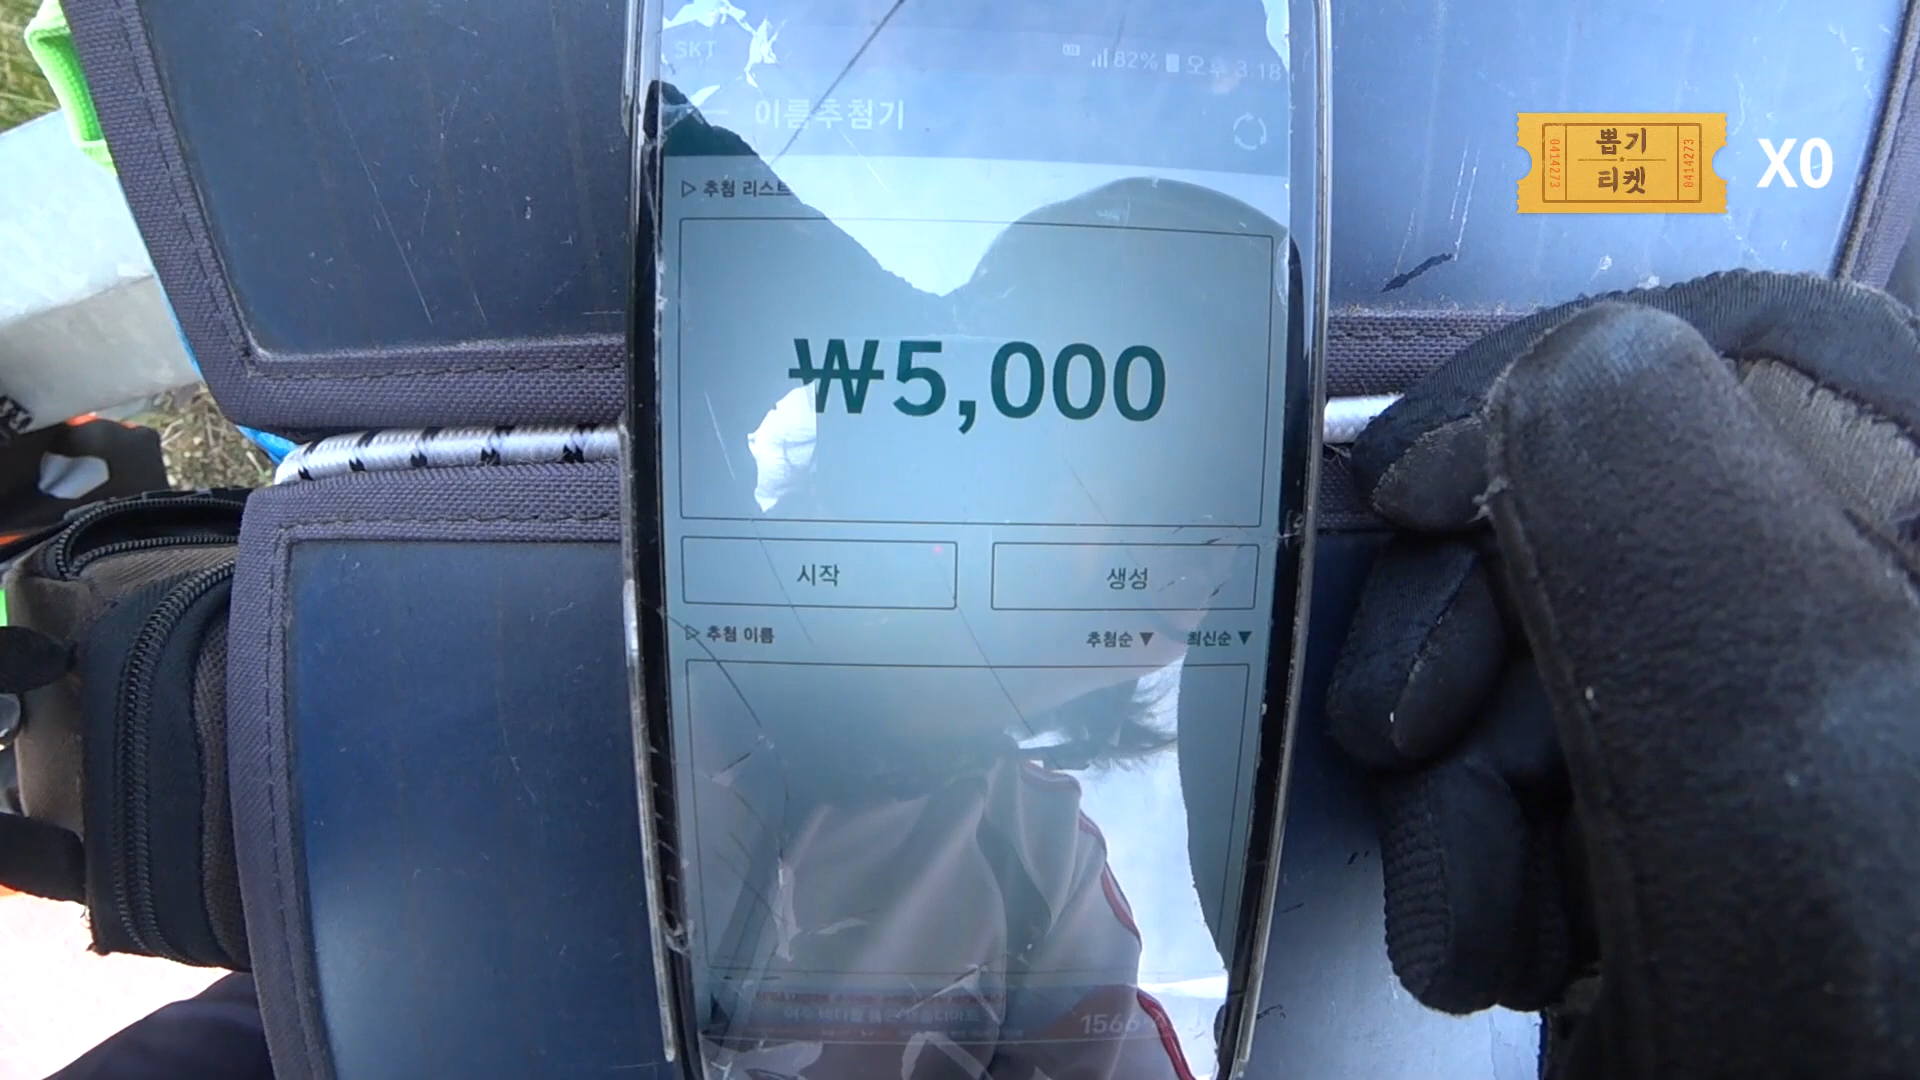 SKT 82% 오후 3:18
이름추첨기
▷ 추첨 리스트
₩5,000
시작 생성
▷ 추첨 이름 추첨순 ▼ 최신순 ▼
1566
0414273 뽑기 티켓 8414273
X0